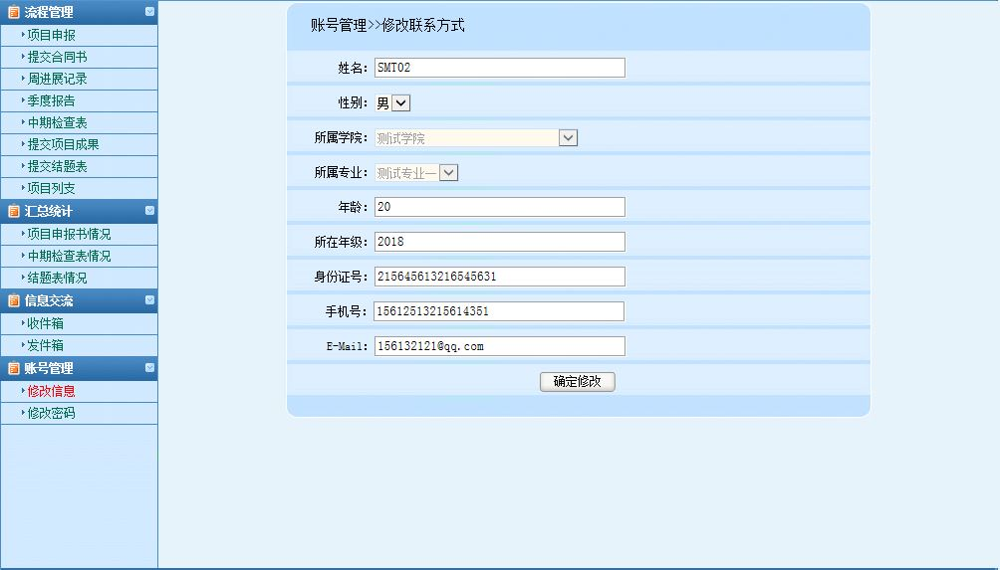 流程管理
项目申报
提交合同书
周进展记录
季度报告
中期检查表
提交项目成果
提交结题表
项目列支
汇总统计
项目申报书情况
中期检查表情况
结题表情况
信息交流
收件箱
发件箱
账号管理
修改信息
修改密码
账号管理>>修改联系方式
姓名： SMT02
性别： 男
所属学院： 测试学院
所属专业： 测试专业一
年龄： 20
所在年级： 2018
身份证号： 215645613216545631
手机号： 15612513215614351
E-Mail： 156132121@qq.com
确定修改